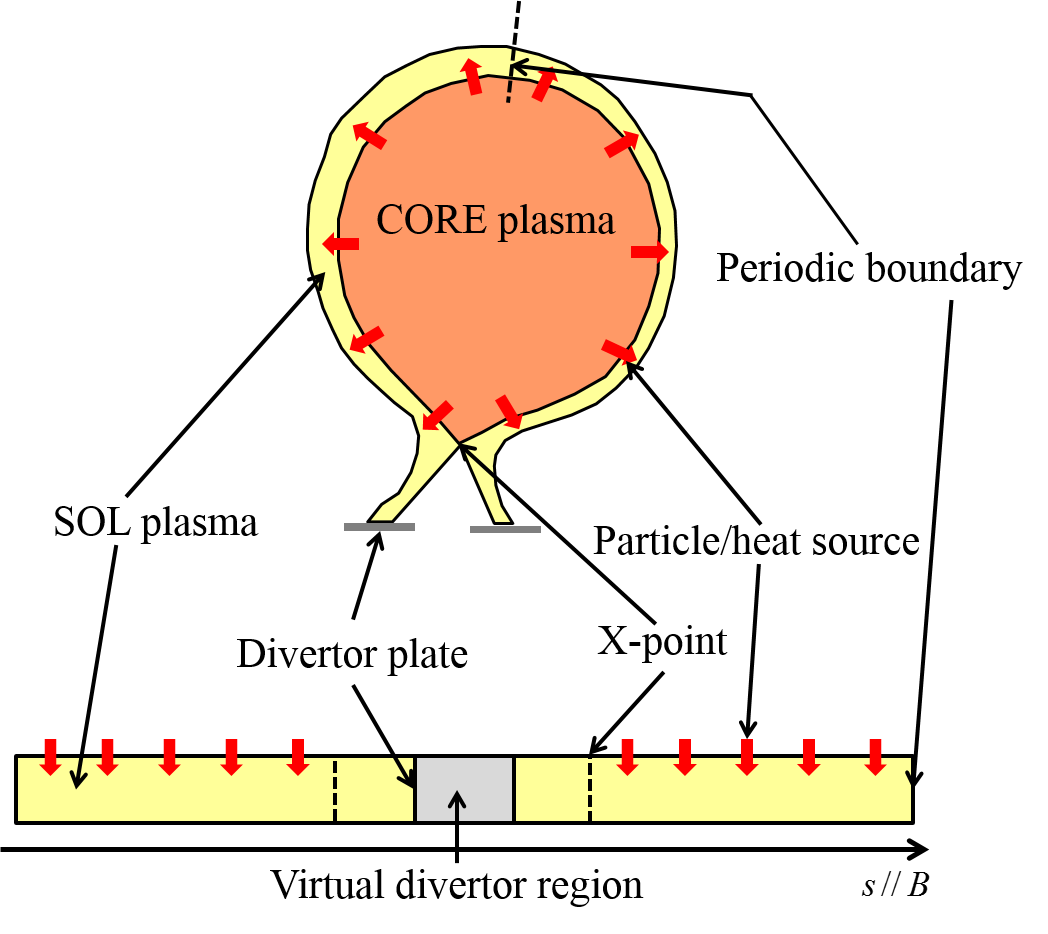 CORE plasma
Periodic boundary
SOL plasma
Particle/heat source
Divertor plate
X-point
Virtual divertor region
s // B